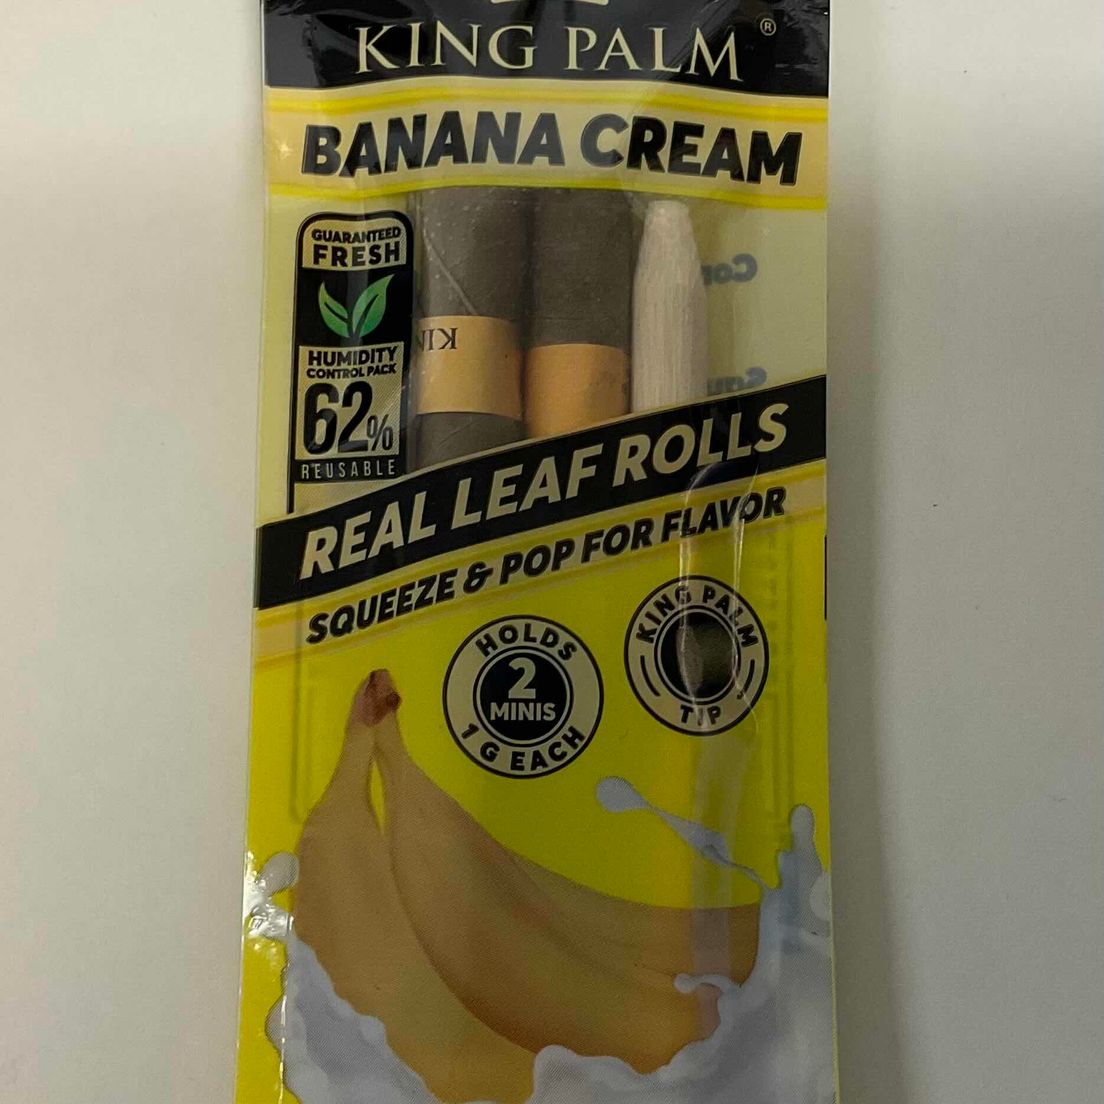 KING PALM®
BANANA CREAM
GUARANTEED
FRESH
HUMIDITY
CONTROL PACK
62%
REUSABLE
KIN
REAL LEAF ROLLS
SQUEEZE & POP FOR FLAVOR
HOLDS
2
MINIS
1 G EACH
KING PALM
TIP